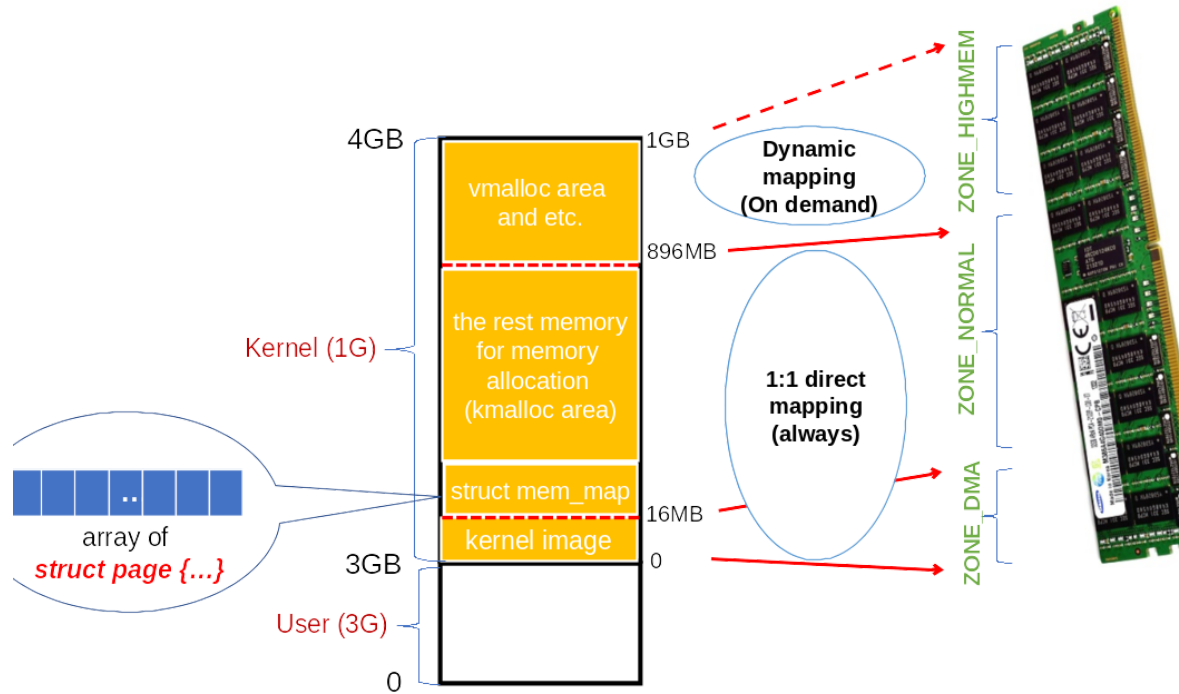 4GB
1GB
vmalloc area
and etc.
Dynamic
mapping
(On demand)
ZONE_HIGHMEM
896MB
Kernel (1G)
the rest memory
for memory
allocation
(kmalloc area)
1:1 direct
mapping
(always)
ZONE_NORMAL
struct mem_map
..
array of
struct page {…}
16MB
kernel image
0
ZONE_DMA
3GB
User (3G)
0